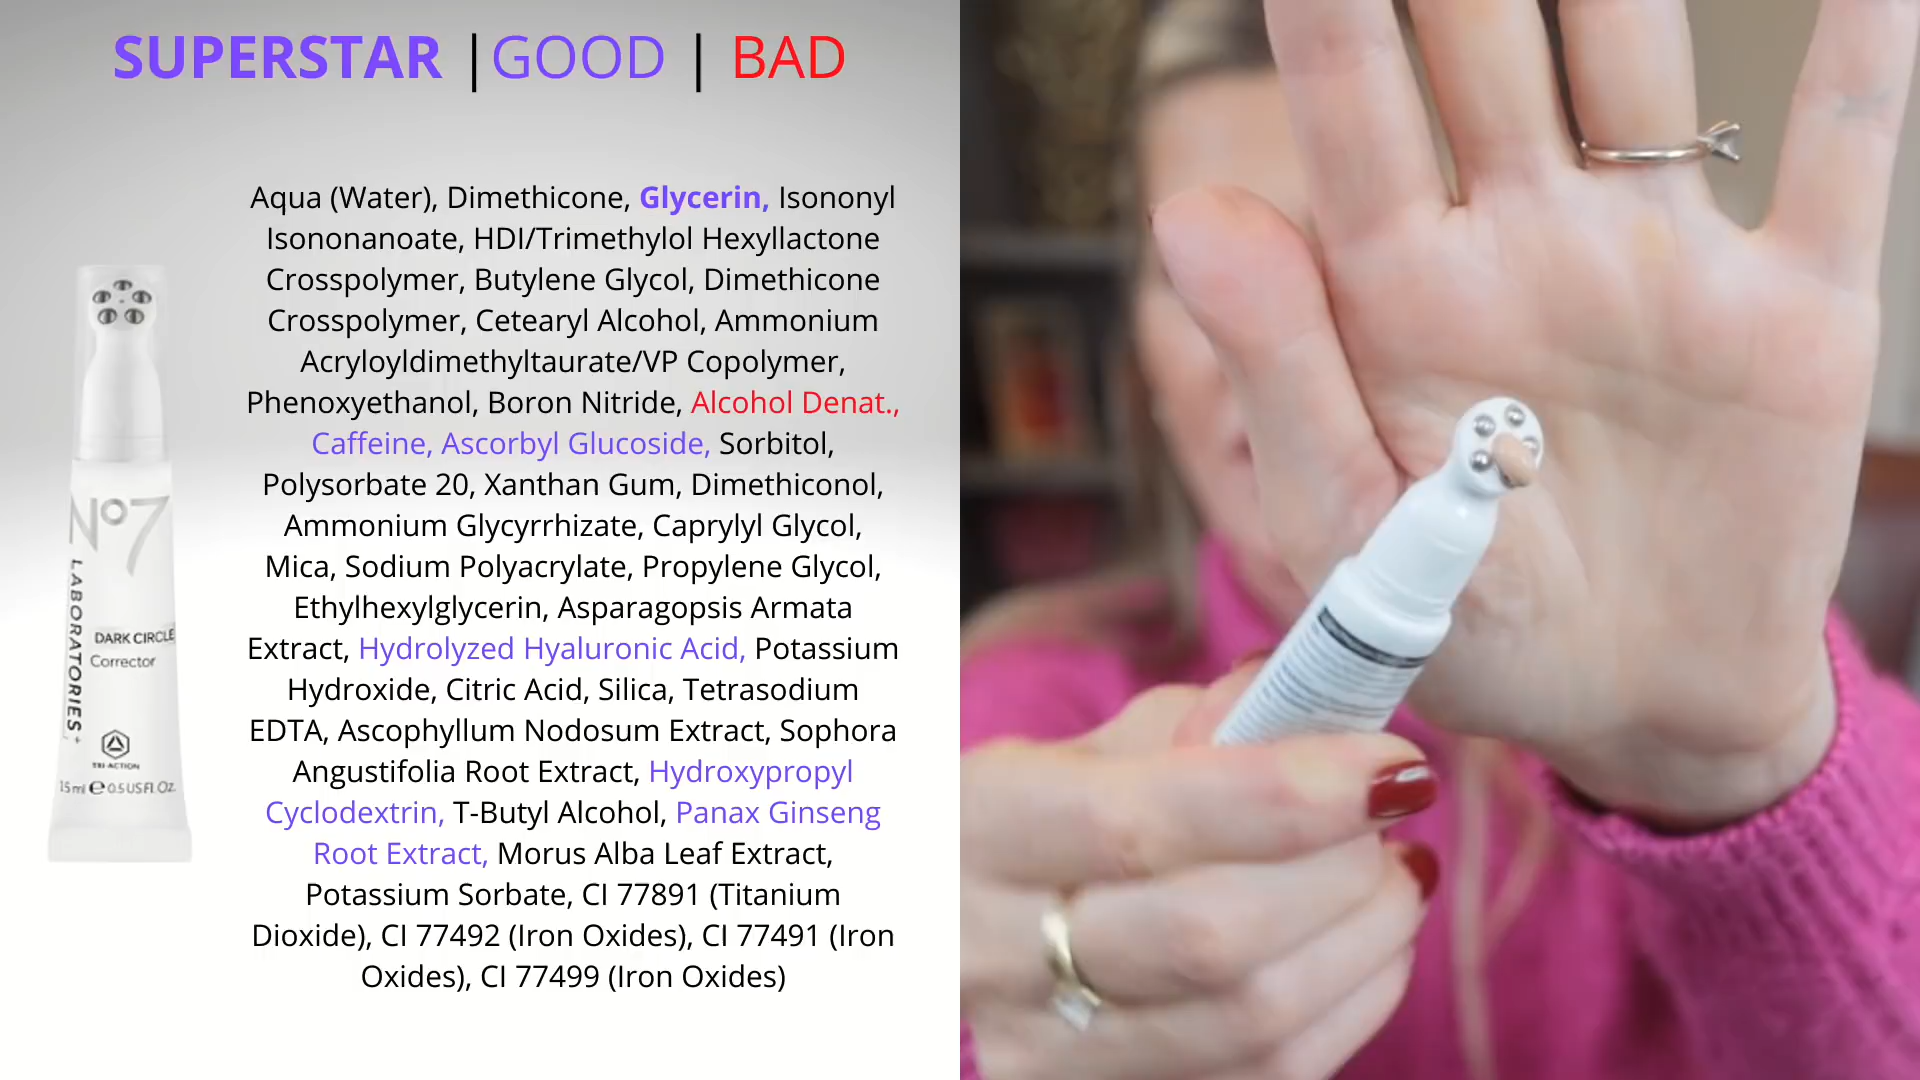 SUPERSTAR | GOOD | BAD
Aqua (Water), Dimethicone, Glycerin, Isononyl
Isononanoate, HDI/Trimethylol Hexyllactone
Crosspolymer, Butylene Glycol, Dimethicone
Crosspolymer, Cetearyl Alcohol, Ammonium
Acryloyldimethyltaurate/VP Copolymer,
Phenoxyethanol, Boron Nitride, Alcohol Denat.,
Caffeine, Ascorbyl Glucoside, Sorbitol,
Polysorbate 20, Xanthan Gum, Dimethiconol,
Ammonium Glycyrrhizate, Caprylyl Glycol,
Mica, Sodium Polyacrylate, Propylene Glycol,
Ethylhexylglycerin, Asparagopsis Armata
Extract, Hydrolyzed Hyaluronic Acid, Potassium
Hydroxide, Citric Acid, Silica, Tetrasodium
EDTA, Ascophyllum Nodosum Extract, Sophora
Angustifolia Root Extract, Hydroxypropyl
Cyclodextrin, T-Butyl Alcohol, Panax Ginseng
Root Extract, Morus Alba Leaf Extract,
Potassium Sorbate, CI 77891 (Titanium
Dioxide), CI 77492 (Iron Oxides), CI 77491 (Iron
Oxides), CI 77499 (Iron Oxides)
Nº7
LABORATORIES+
DARK CIRCLE
Corrector
TRI-ACTION
15 ml e 0.5 US Fl. Oz.